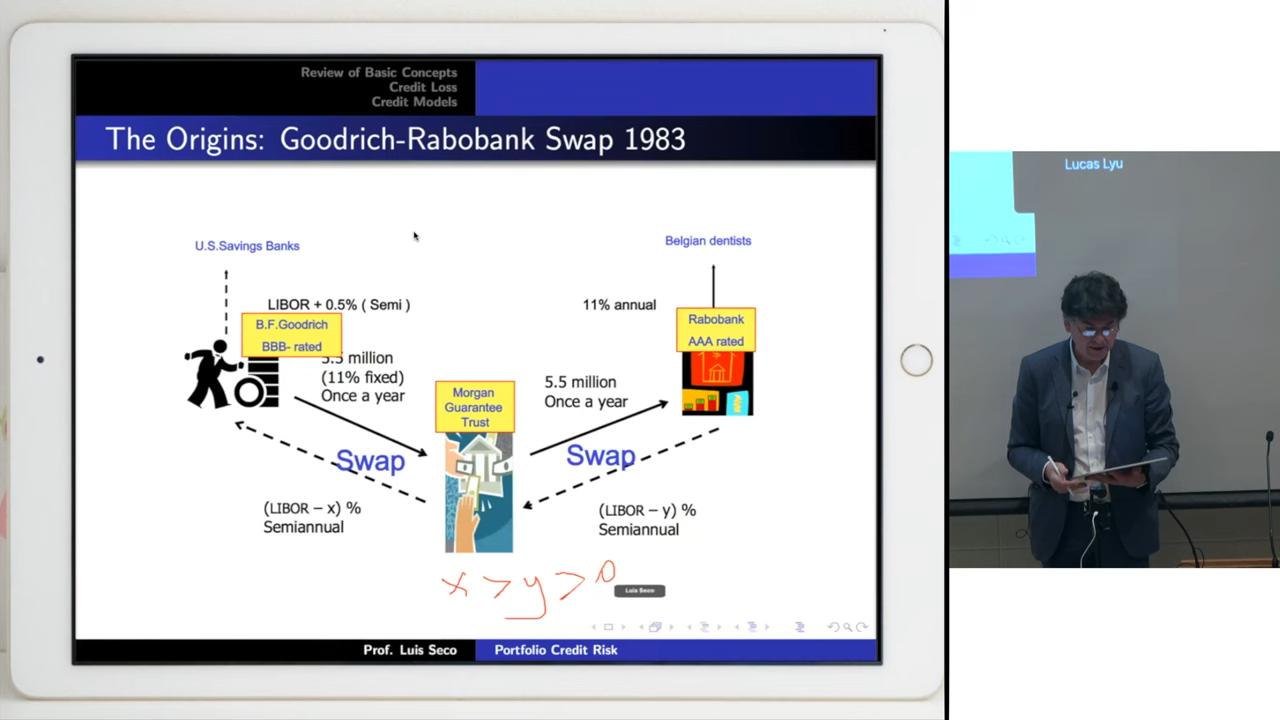 Review of Basic Concepts
Credit Loss
Credit Models
The Origins: Goodrich-Rabobank Swap 1983
U.S.Savings Banks
Belgian dentists
LIBOR + 0.5% ( Semi )
11% annual
B.F.Goodrich
BBB- rated
Rabobank
AAA rated
5.5 million
(11% fixed)
Once a year
5.5 million
Once a year
Morgan
Guarantee
Trust
Swap
Swap
(LIBOR – x) %
Semiannual
(LIBOR – y) %
Semiannual
x > y > 0
Luis Seco
Prof. Luis Seco
Portfolio Credit Risk
Lucas Lyu